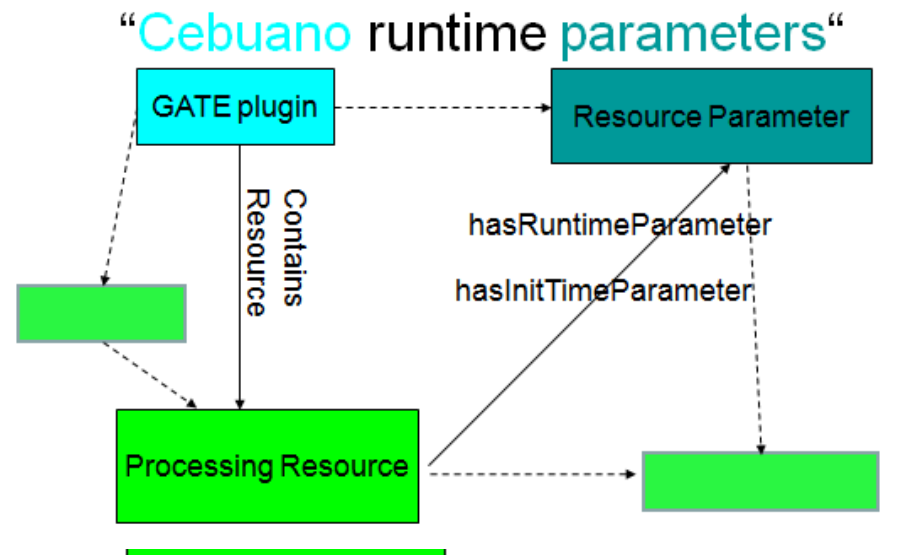 “Cebuano runtime parameters“
GATE plugin
Resource Parameter
Contains
Resource
hasRuntimeParameter
hasInitTimeParameter
Processing Resource